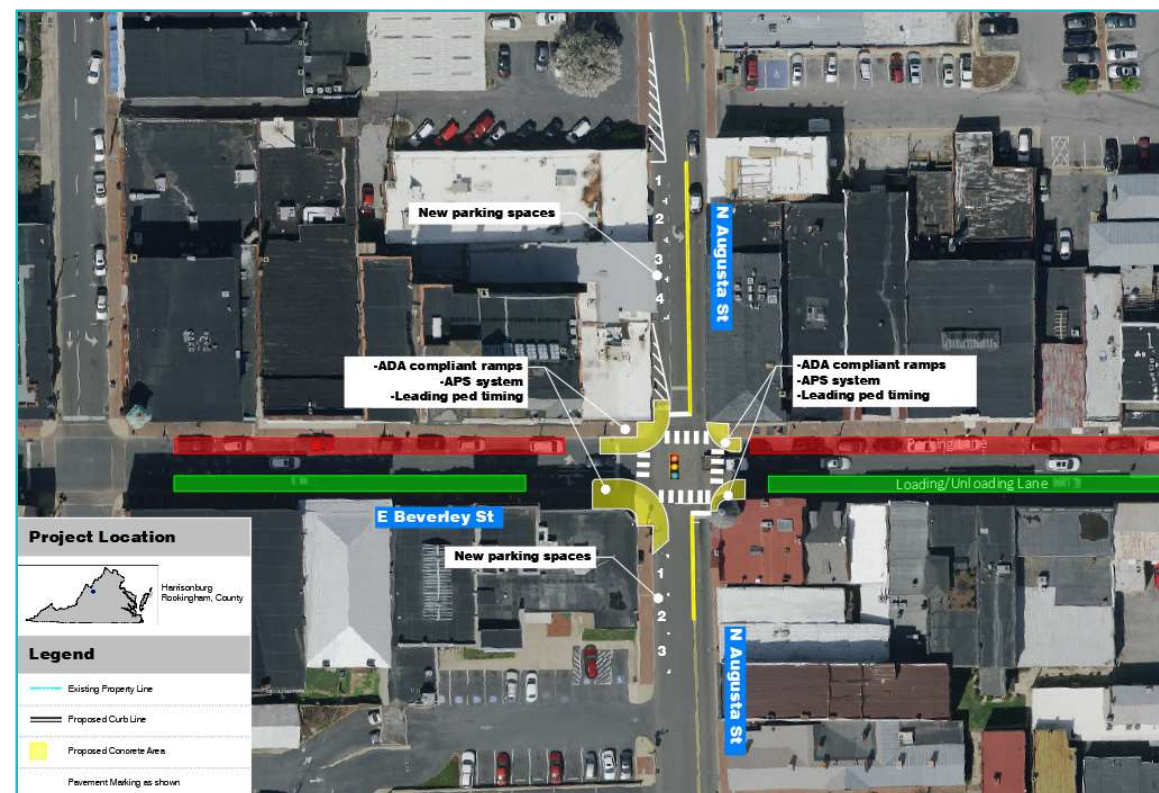 1
2
3
4
New parking spaces
N Augusta St
-ADA compliant ramps
-APS system
-Leading ped timing
-ADA compliant ramps
-APS system
-Leading ped timing
Parking Lane
Loading/Unloading Lane
E Beverley St
New parking spaces
1
2
3
N Augusta St
Project Location
Harrisonburg
Rockingham, County
Legend
Existing Property Line
Proposed Curb Line
Proposed Concrete Area
Pavement Marking as shown